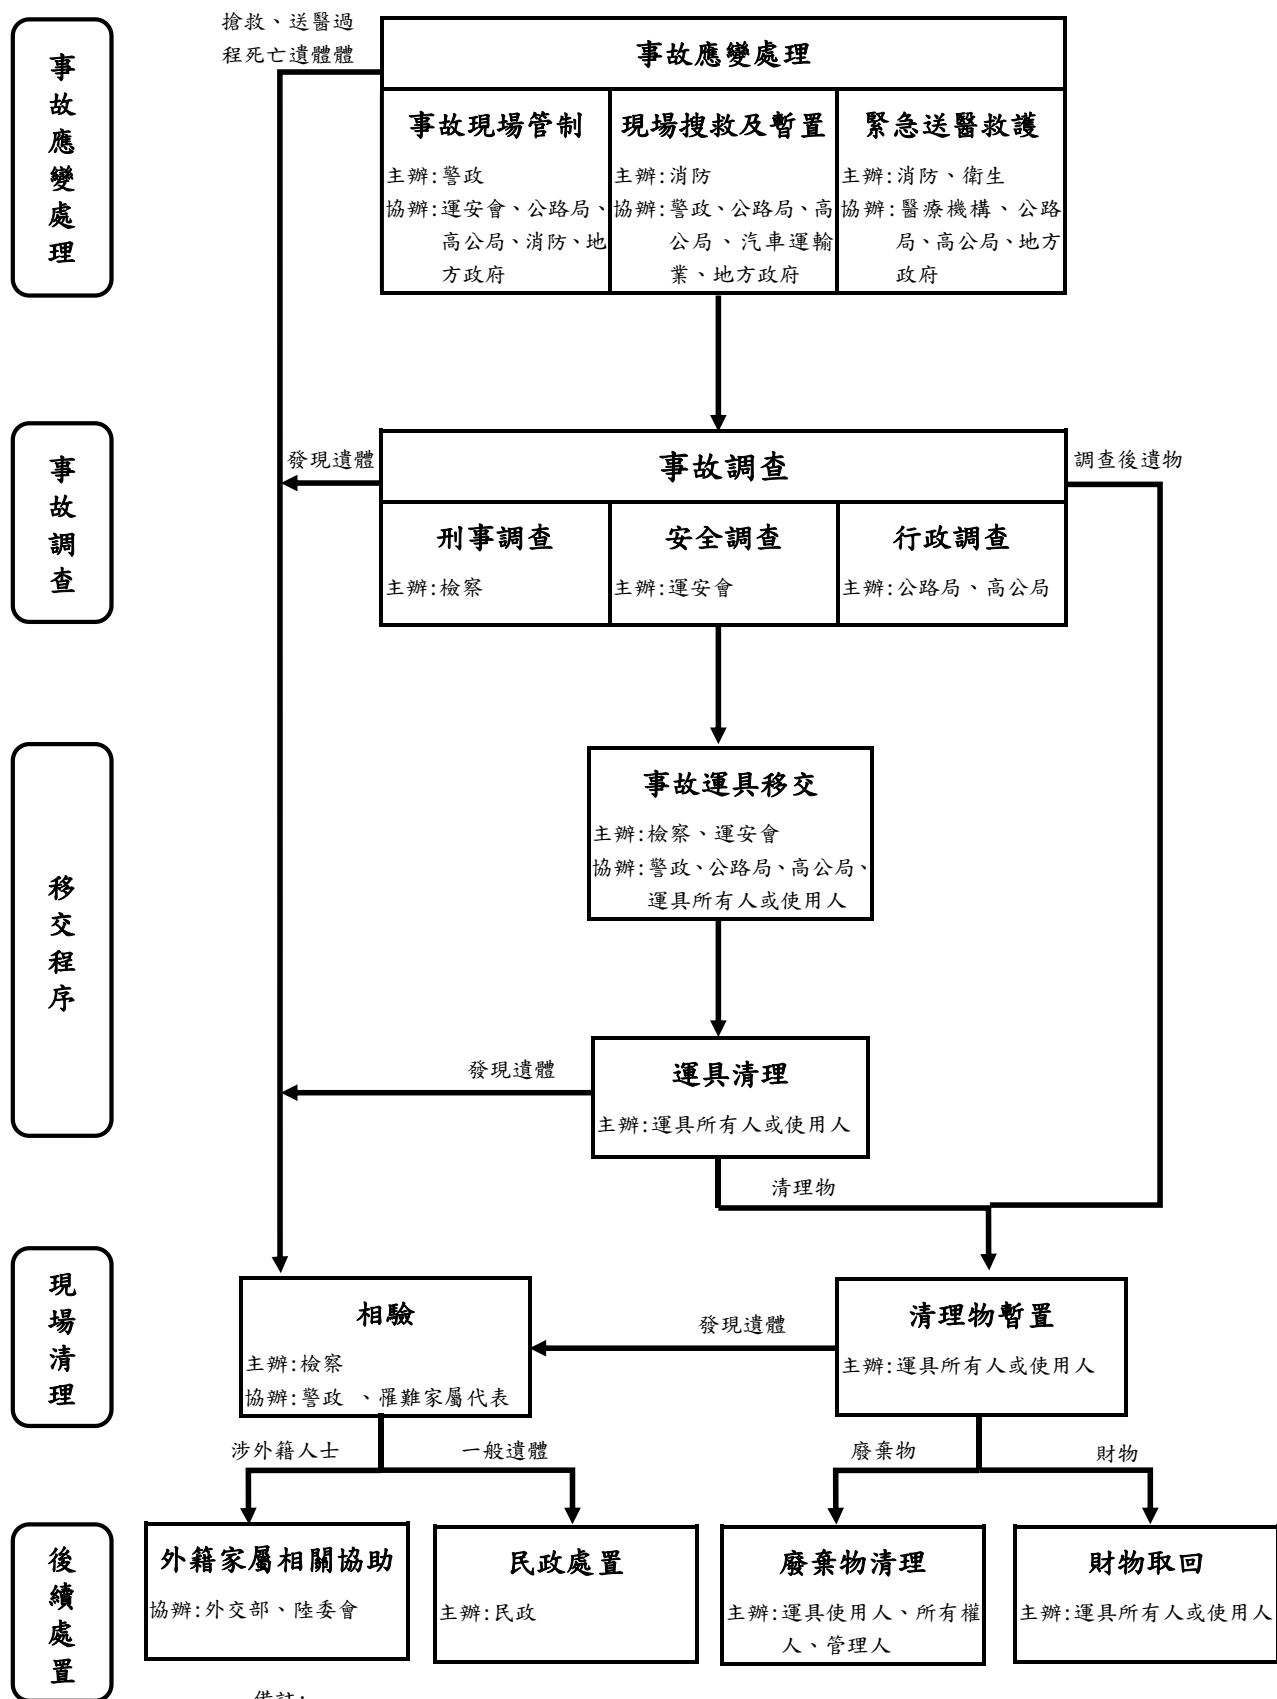 搶救、送醫過
程死亡遺體體
事故應變處理
事故應變處理
事故現場管制
主辦:警政
協辦:運安會、公路局、
高公局、消防、地
方政府
現場搜救及暫置
主辦:消防
協辦:警政、公路局、高
公局、汽車運輸
業、地方政府
緊急送醫救護
主辦:消防、衛生
協辦:醫療機構、公路
局、高公局、地方
政府
事故調查
發現遺體
事故調查
調查後遺物
刑事調查
主辦:檢察
安全調查
主辦:運安會
行政調查
主辦:公路局、高公局
移交程序
事故運具移交
主辦:檢察、運安會
協辦:警政、公路局、高公局、
運具所有人或使用人
發現遺體
運具清理
主辦:運具所有人或使用人
清理物
現場清理
相驗
主辦:檢察
協辦:警政 、罹難家屬代表
發現遺體
清理物暫置
主辦:運具所有人或使用人
涉外籍人士
一般遺體
廢棄物
財物
後續處置
外籍家屬相關協助
協辦:外交部、陸委會
民政處置
主辦:民政
廢棄物清理
主辦:運具使用人、所有權
人、管理人
財物取回
主辦:運具所有人或使用人
備註: